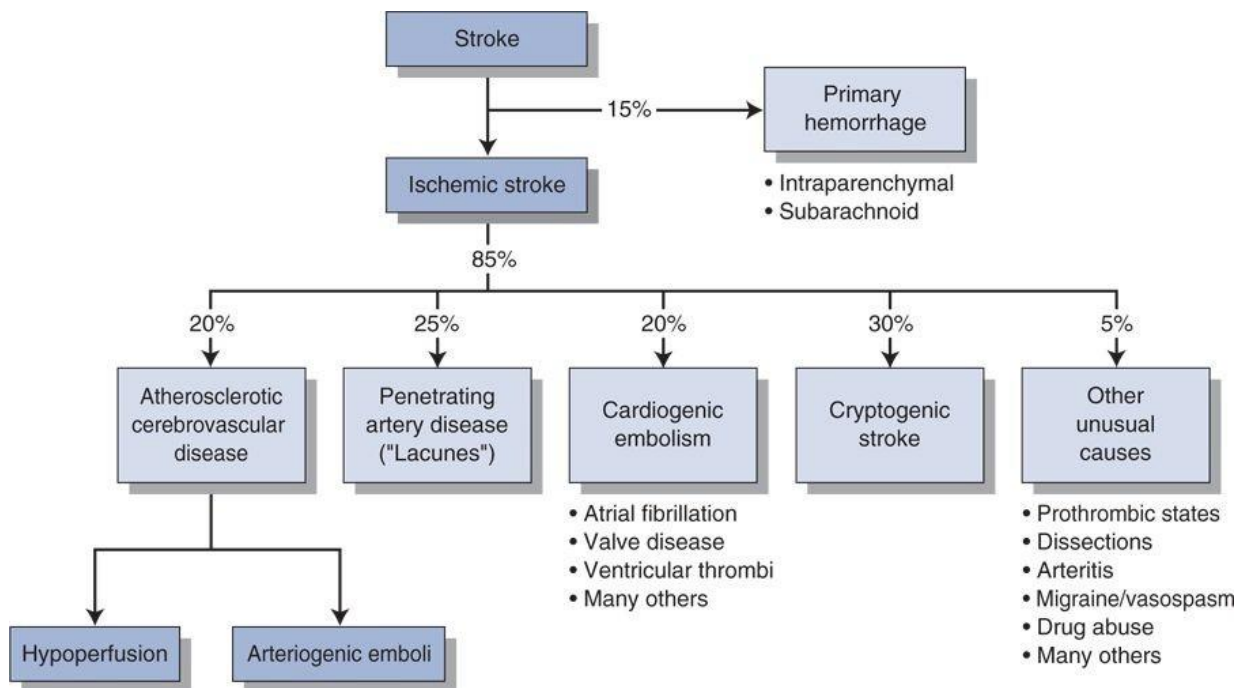 Stroke
15%
Primary
hemorrhage
• Intraparenchymal
• Subarachnoid
Ischemic stroke
85%
20%
25%
20%
30%
5%
Atherosclerotic
cerebrovascular
disease
Penetrating
artery disease
("Lacunes")
Cardiogenic
embolism
Cryptogenic
stroke
Other
unusual
causes
• Atrial fibrillation
• Valve disease
• Ventricular thrombi
• Many others
• Prothrombic states
• Dissections
• Arteritis
• Migraine/vasospasm
• Drug abuse
• Many others
Hypoperfusion
Arteriogenic emboli